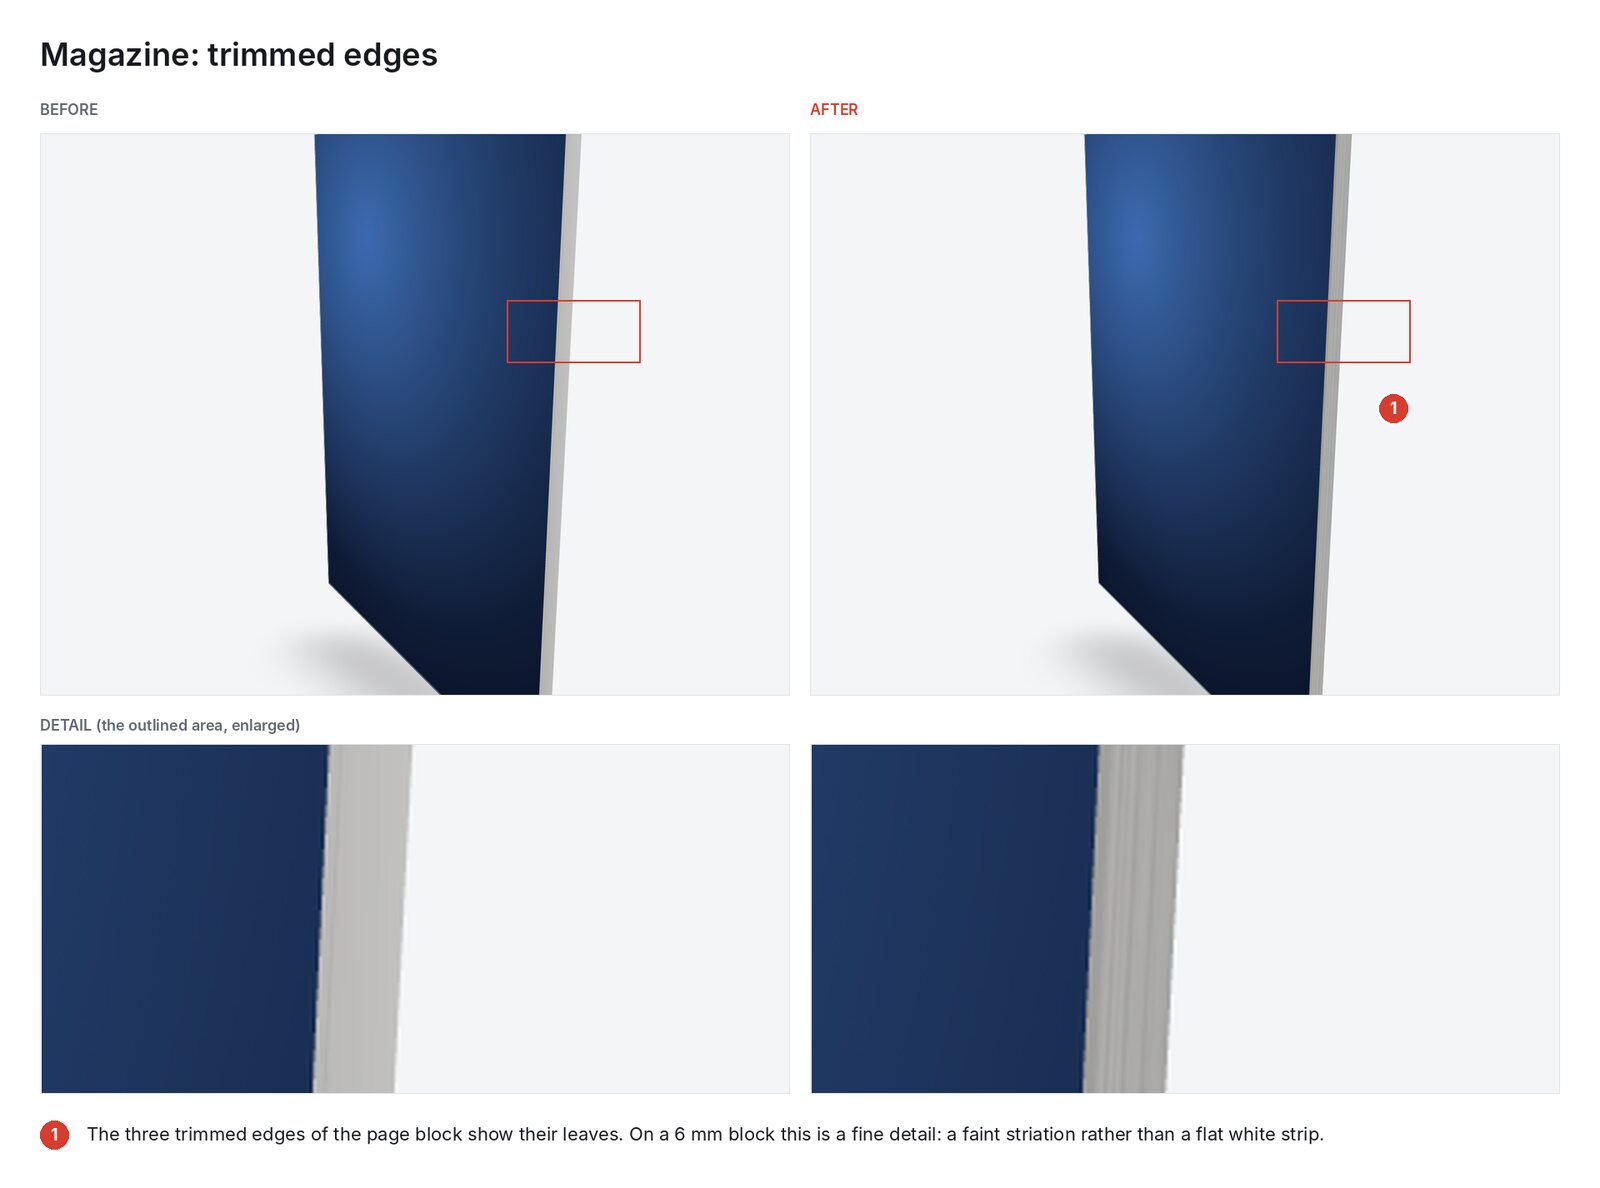 Magazine: trimmed edges
BEFORE
AFTER
1
DETAIL (the outlined area, enlarged)
1 The three trimmed edges of the page block show their leaves. On a 6 mm block this is a fine detail: a faint striation rather than a flat white strip.